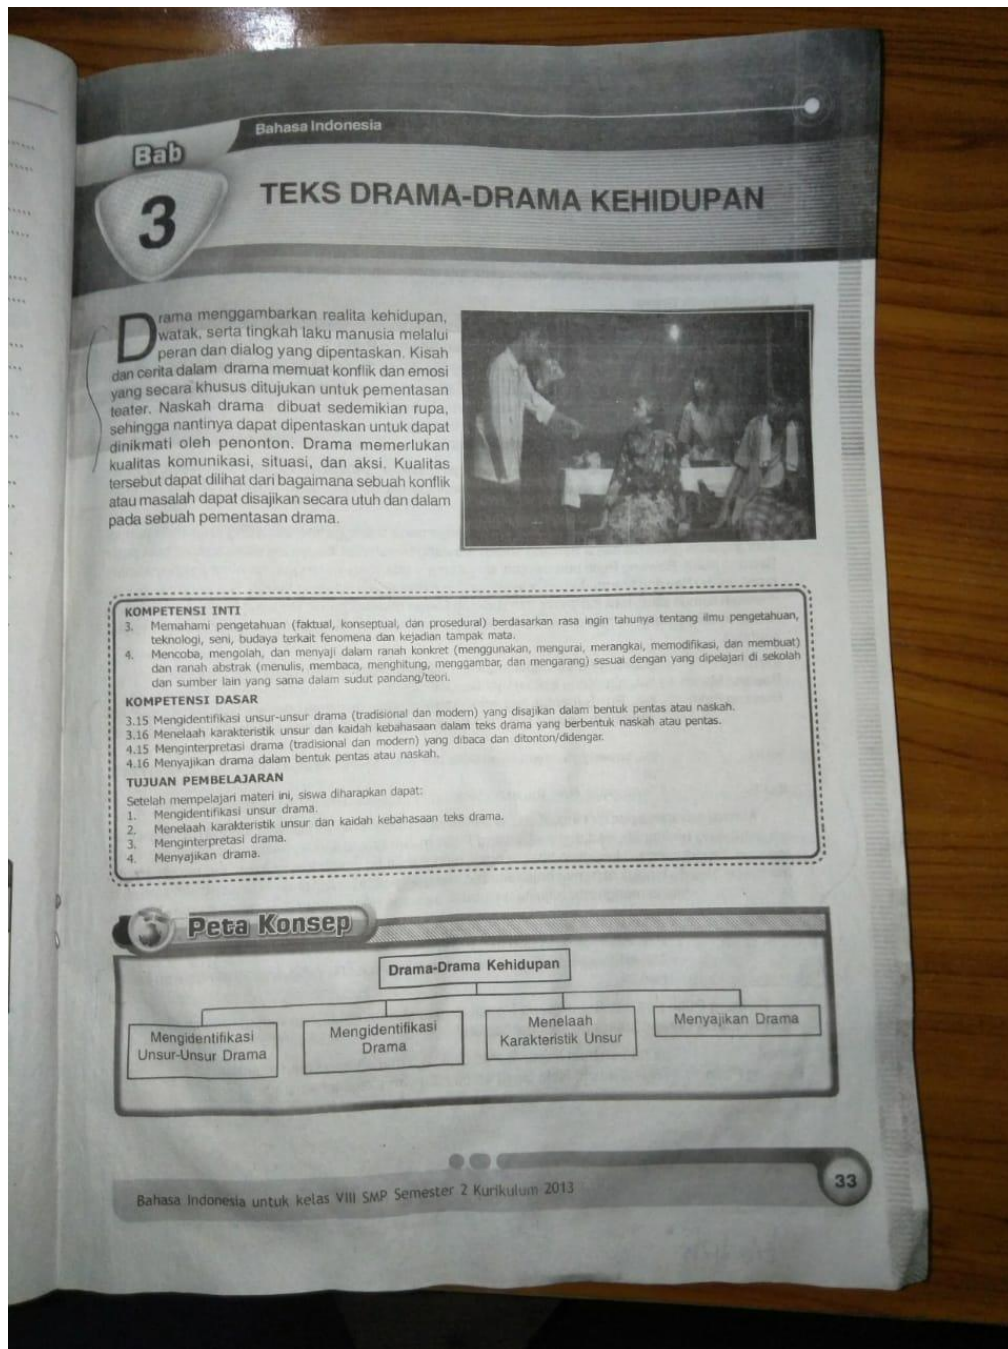 Bahasa Indonesia
Bab
3
TEKS DRAMA-DRAMA KEHIDUPAN
Drama menggambarkan realita kehidupan,
watak, serta tingkah laku manusia melalui
peran dan dialog yang dipentaskan. Kisah
dan cerita dalam drama memuat konflik dan emosi
yang secara khusus ditujukan untuk pementasan
teater. Naskah drama dibuat sedemikian rupa,
sehingga nantinya dapat dipentaskan untuk dapat
dinikmati oleh penonton. Drama memerlukan
kualitas komunikasi, situasi, dan aksi. Kualitas
tersebut dapat dilihat dari bagaimana sebuah konflik
atau masalah dapat disajikan secara utuh dan dalam
pada sebuah pementasan drama.
KOMPETENSI INTI
3. Memahami pengetahuan (faktual, konseptual, dan prosedural) berdasarkan rasa ingin tahunya tentang ilmu pengetahuan,
teknologi, seni, budaya terkait fenomena dan kejadian tampak mata.
4. Mencoba, mengolah, dan menyaji dalam ranah konkret (menggunakan, mengurai, merangkai, memodifikasi, dan membuat)
dan ranah abstrak (menulis, membaca, menghitung, menggambar, dan mengarang) sesuai dengan yang dipelajari di sekolah
dan sumber lain yang sama dalam sudut pandang/teori.
KOMPETENSI DASAR
3.15 Mengidentifikasi unsur-unsur drama (tradisional dan modern) yang disajikan dalam bentuk pentas atau naskah.
3.16 Menelaah karakteristik unsur dan kaidah kebahasaan dalam teks drama yang berbentuk naskah atau pentas.
4.15 Menginterpretasi drama (tradisional dan modern) yang dibaca dan ditonton/didengar.
4.16 Menyajikan drama dalam bentuk pentas atau naskah.
TUJUAN PEMBELAJARAN
Setelah mempelajari materi ini, siswa diharapkan dapat:
1. Mengidentifikasi unsur drama.
2. Menelaah karakteristik unsur dan kaidah kebahasaan teks drama.
3. Menginterpretasi drama.
4. Menyajikan drama.
Peta Konsep
Drama-Drama Kehidupan
Mengidentifikasi
Unsur-Unsur Drama
Mengidentifikasi
Drama
Menelaah
Karakteristik Unsur
Menyajikan Drama
Bahasa Indonesia untuk kelas VIII SMP Semester 2 Kurikulum 2013
33